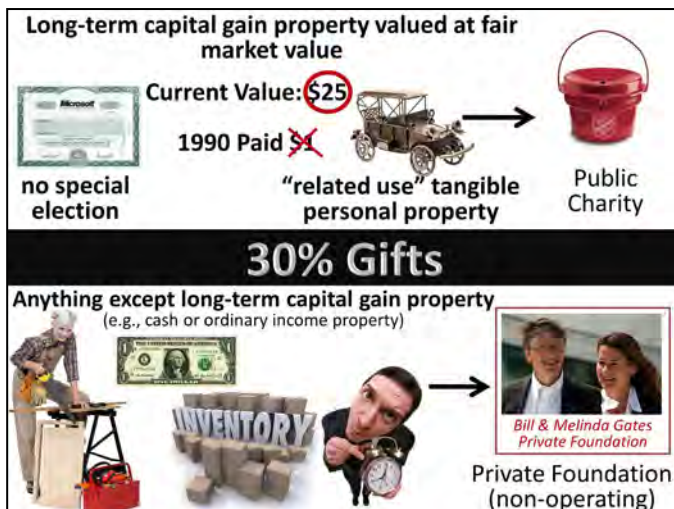 Long-term capital gain property valued at fair
market value
Microsoft
Current Value: $25
1990 Paid $1
no special
election
"related use" tangible
personal property
Public
Charity
30% Gifts
Anything except long-term capital gain property
(e.g., cash or ordinary income property)
INVENTORY
Bill & Melinda Gates
Private Foundation
Private Foundation
(non-operating)